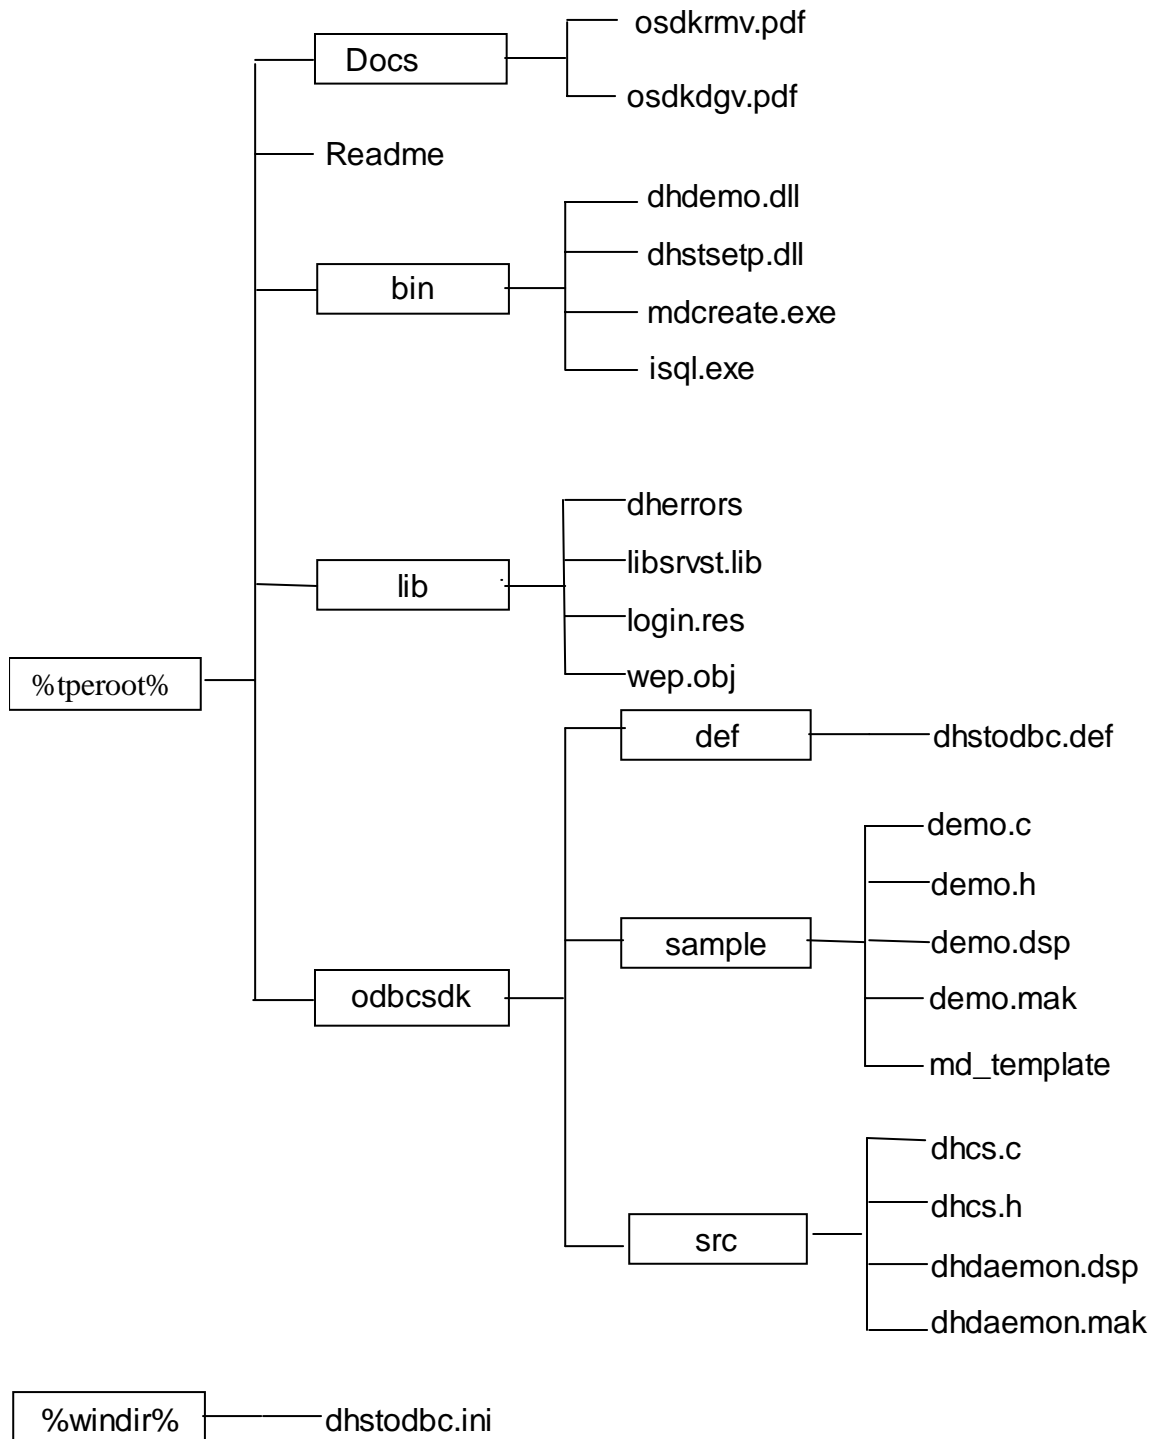 osdkrmv.pdf
Docs
osdkdgv.pdf
Readme
dhdemo.dll
dhstsetp.dll
bin
mdcreate.exe
isql.exe
dherrors
libsrvst.lib
lib
login.res
wep.obj
%tperoot%
def
dhstodbc.def
demo.c
demo.h
sample
demo.dsp
odbcsdk
demo.mak
md_template
dhcs.c
dhcs.h
src
dhdaemon.dsp
dhdaemon.mak
%windir%
dhstodbc.ini